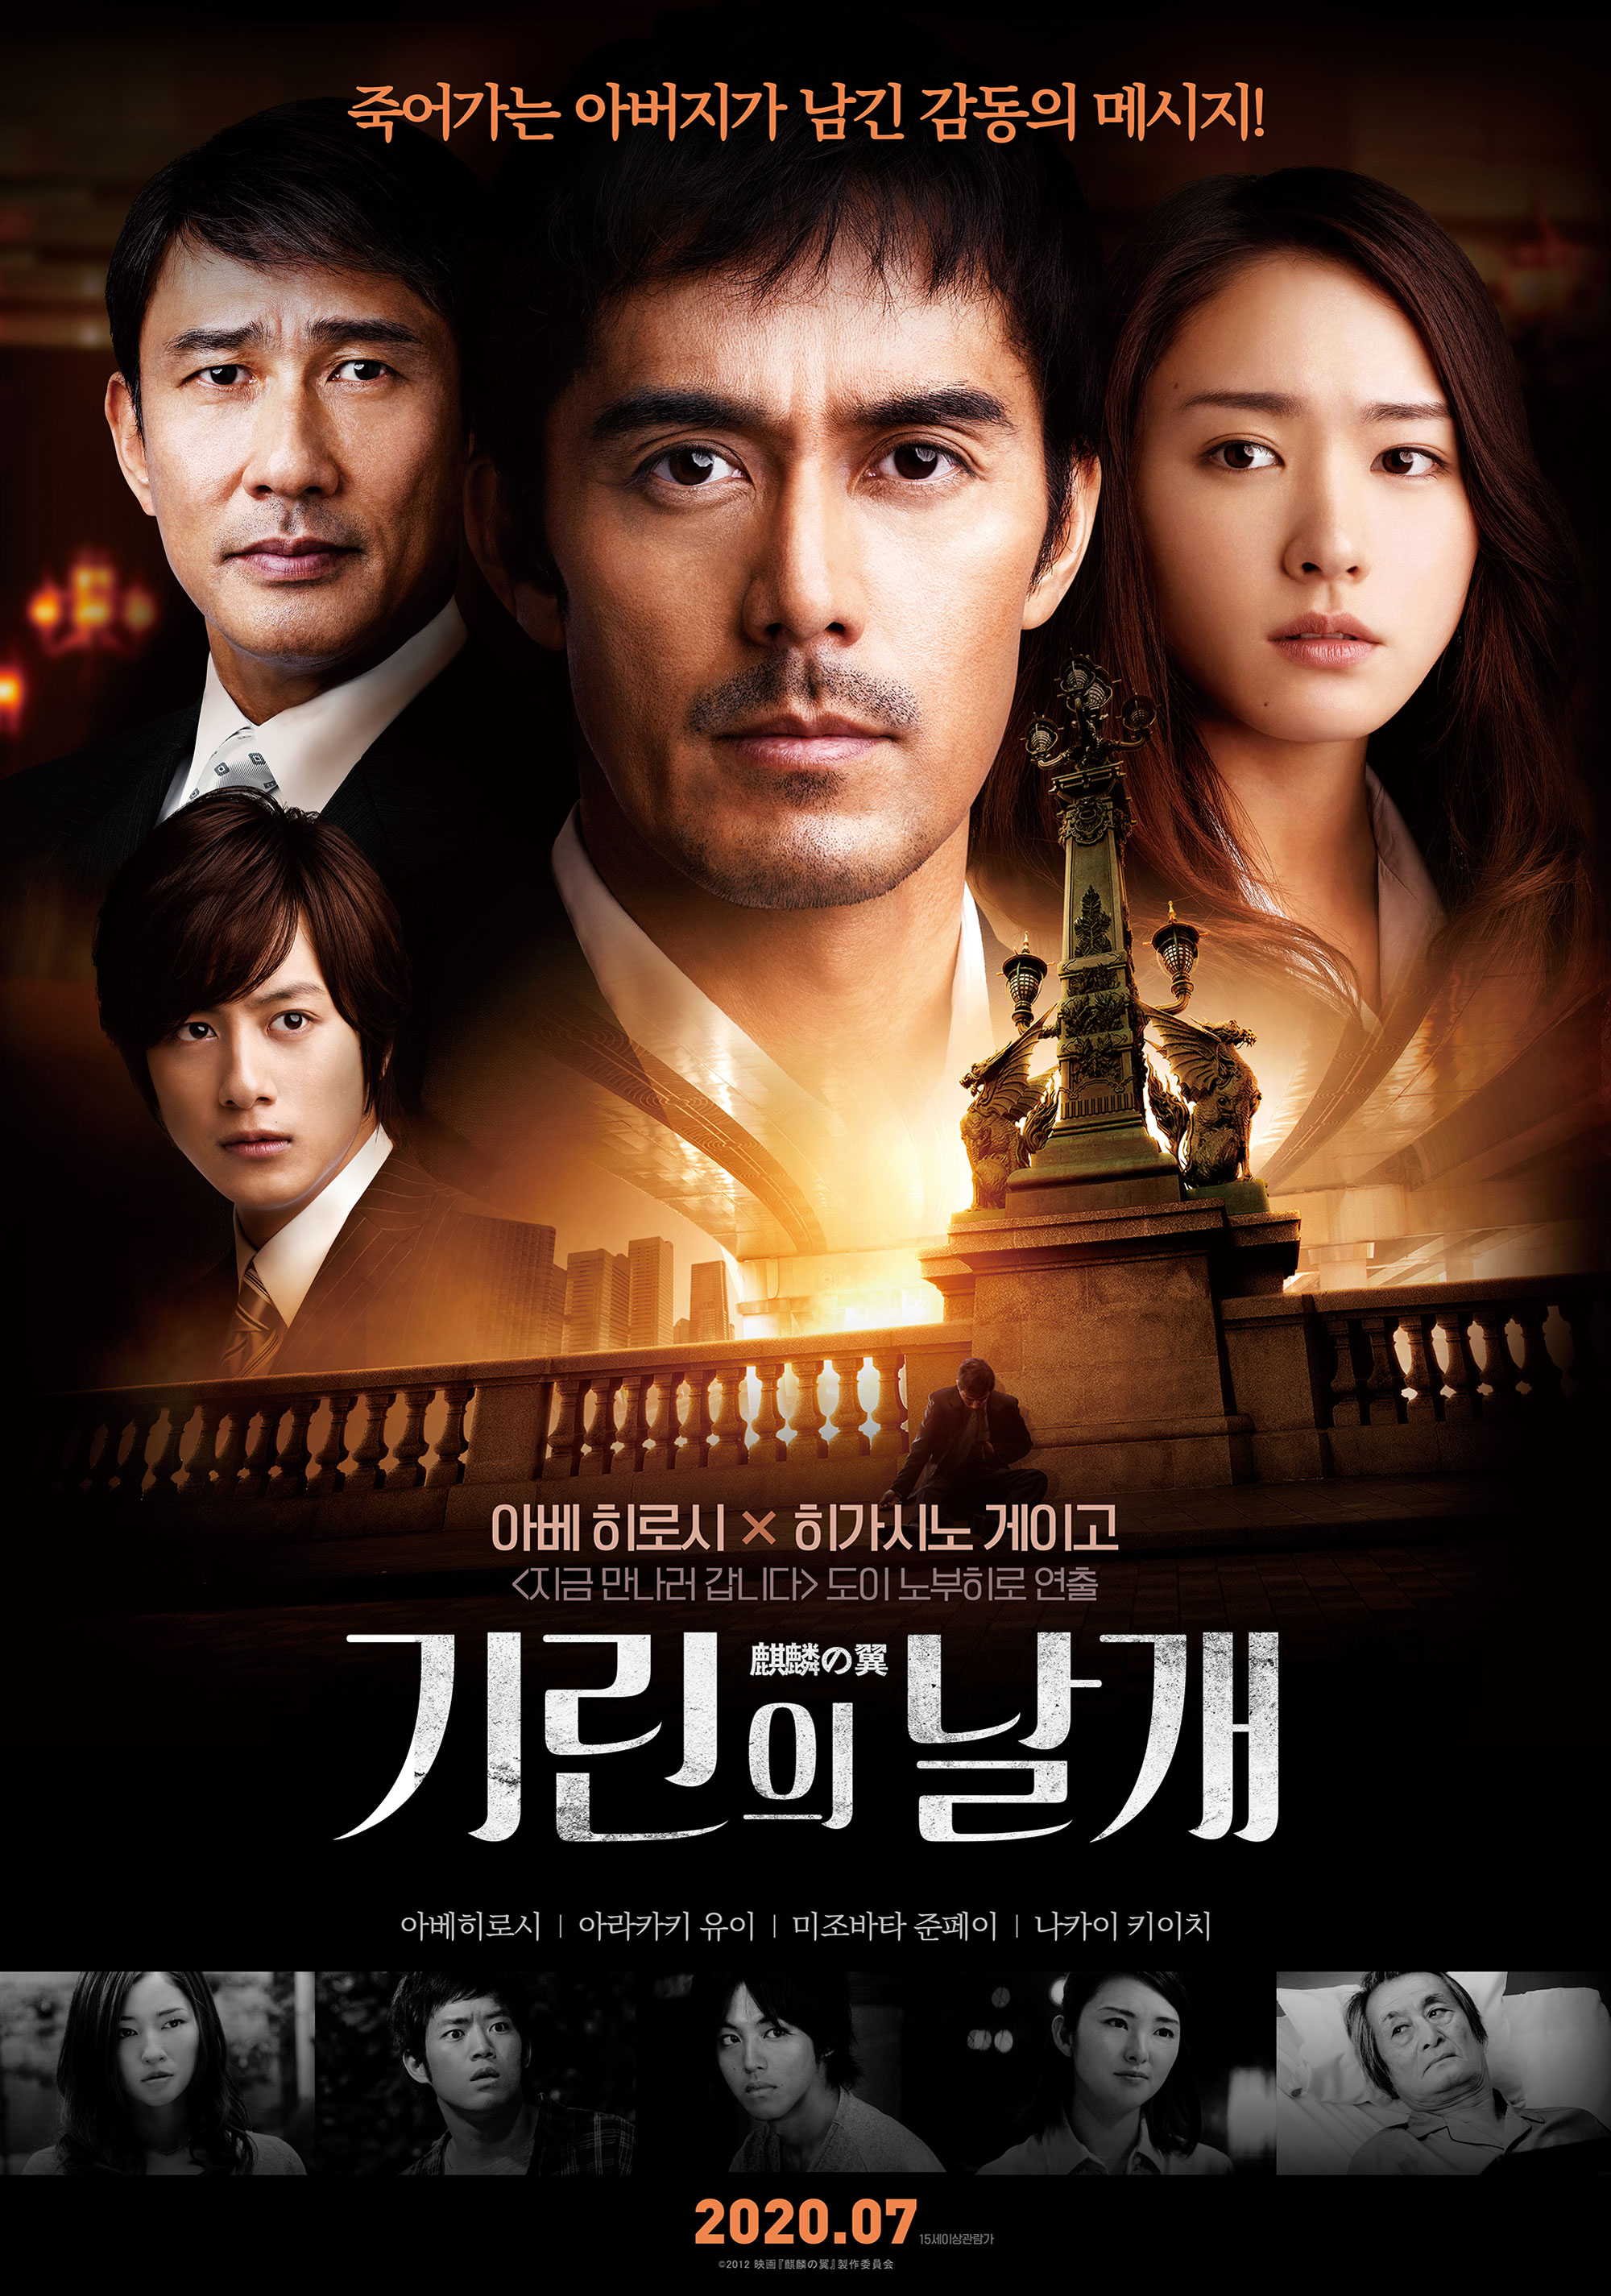 죽어가는 아버지가 남긴 감동의 메시지!
아베 히로시 × 히가시노 게이고
<지금 만나러 갑니다> 도이 노부히로 연출
麒麟の翼
기린의 날개
아베히로시 | 아라카키 유이 | 미조바타 준페이 | 나카이 키이치
2020.07 15세이상관람가
©2012 映画『麒麟の翼』製作委員会